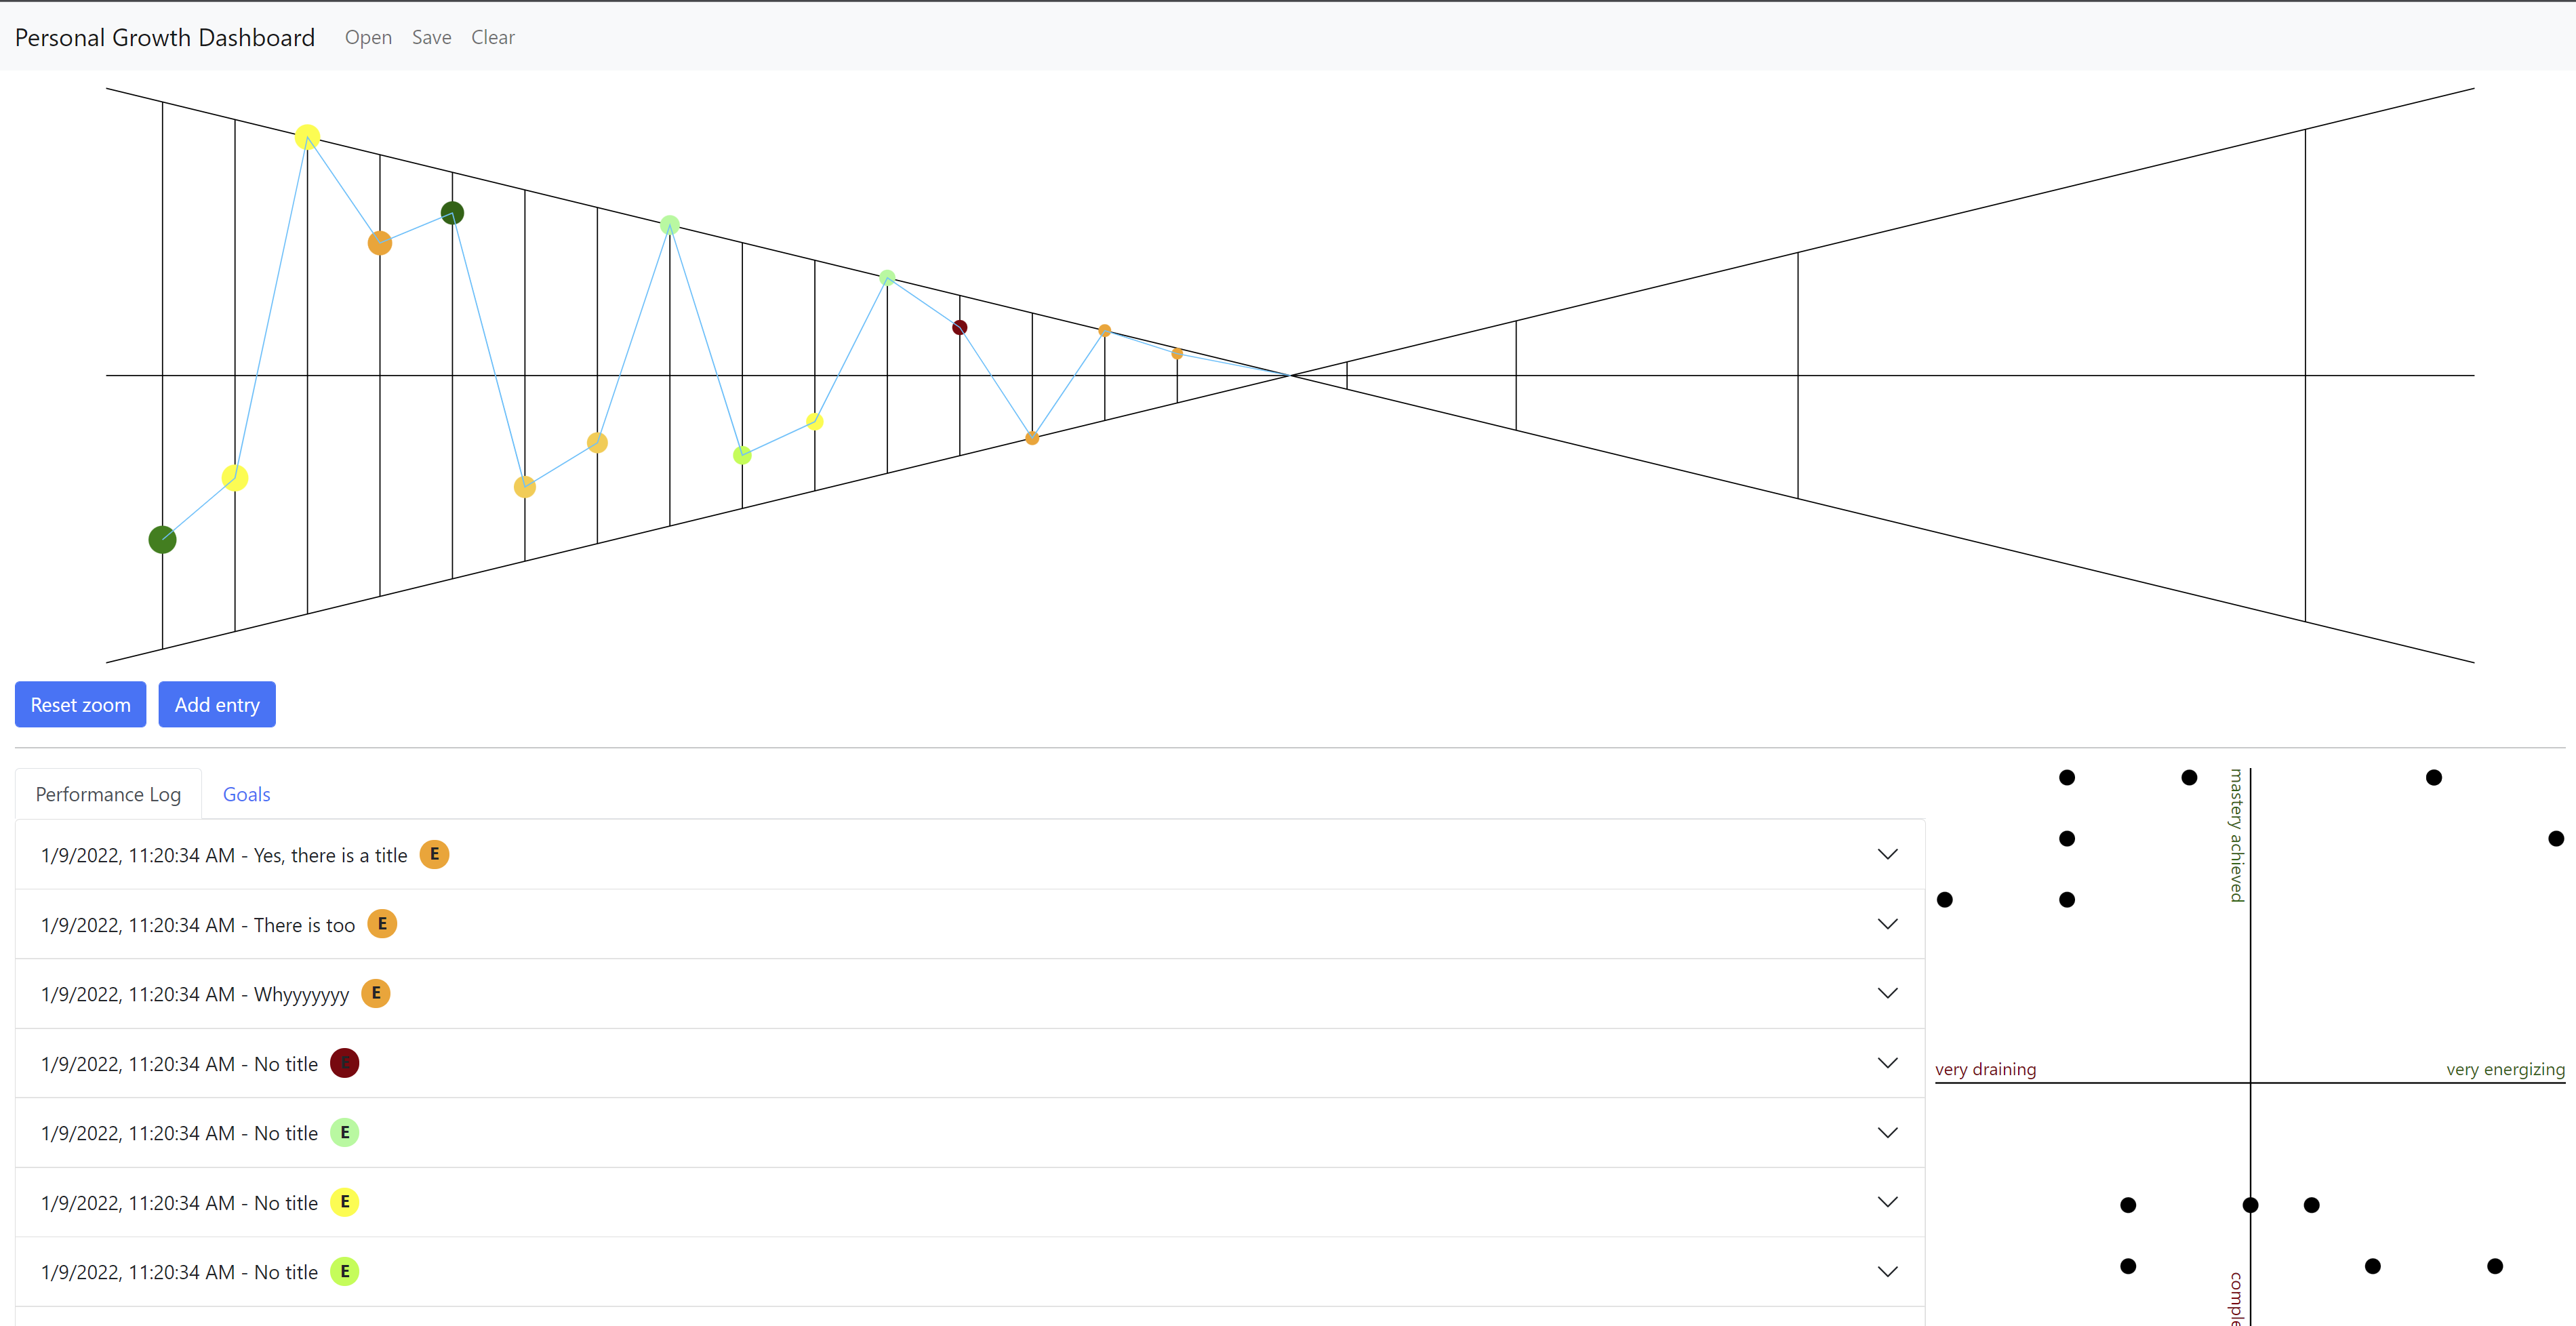 Personal Growth Dashboard Open Save Clear
Reset zoom Add entry
Performance Log Goals
1/9/2022, 11:20:34 AM - Yes, there is a title E
1/9/2022, 11:20:34 AM - There is too E
1/9/2022, 11:20:34 AM - Whyyyyyyy E
1/9/2022, 11:20:34 AM - No title E
1/9/2022, 11:20:34 AM - No title E
1/9/2022, 11:20:34 AM - No title E
1/9/2022, 11:20:34 AM - No title E
mastery achieved
very draining
very energizing
comple